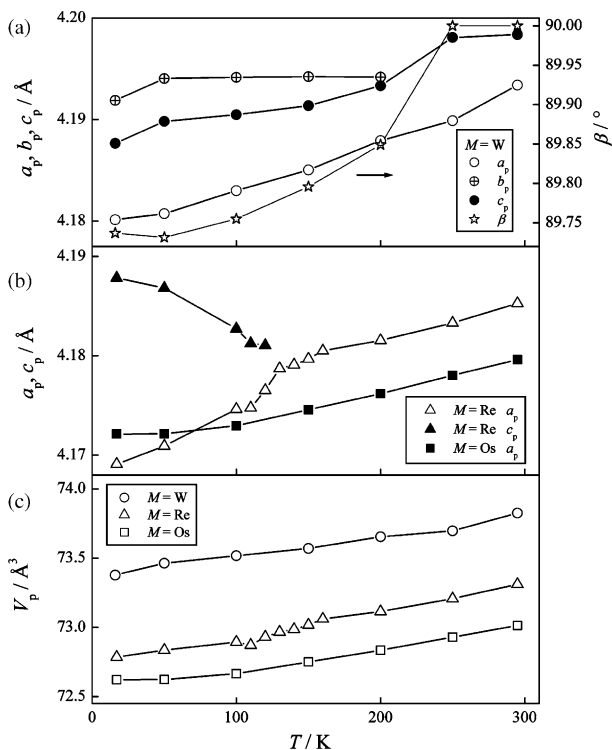 (a)
4.20
4.19
4.18
a_p, b_p, c_p / Å
90.00
89.95
89.90
89.85
89.80
89.75
β / °
M = W
a_p
b_p
c_p
β
(b)
4.19
4.18
4.17
a_p, c_p / Å
M = Re a_p
M = Re c_p
M = Os a_p
(c)
74.0
73.5
73.0
72.5
V_p / Å³
M = W
M = Re
M = Os
0 100 200 300
T / K